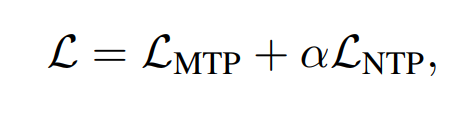 ℒ = ℒ_MTP + αℒ_NTP,